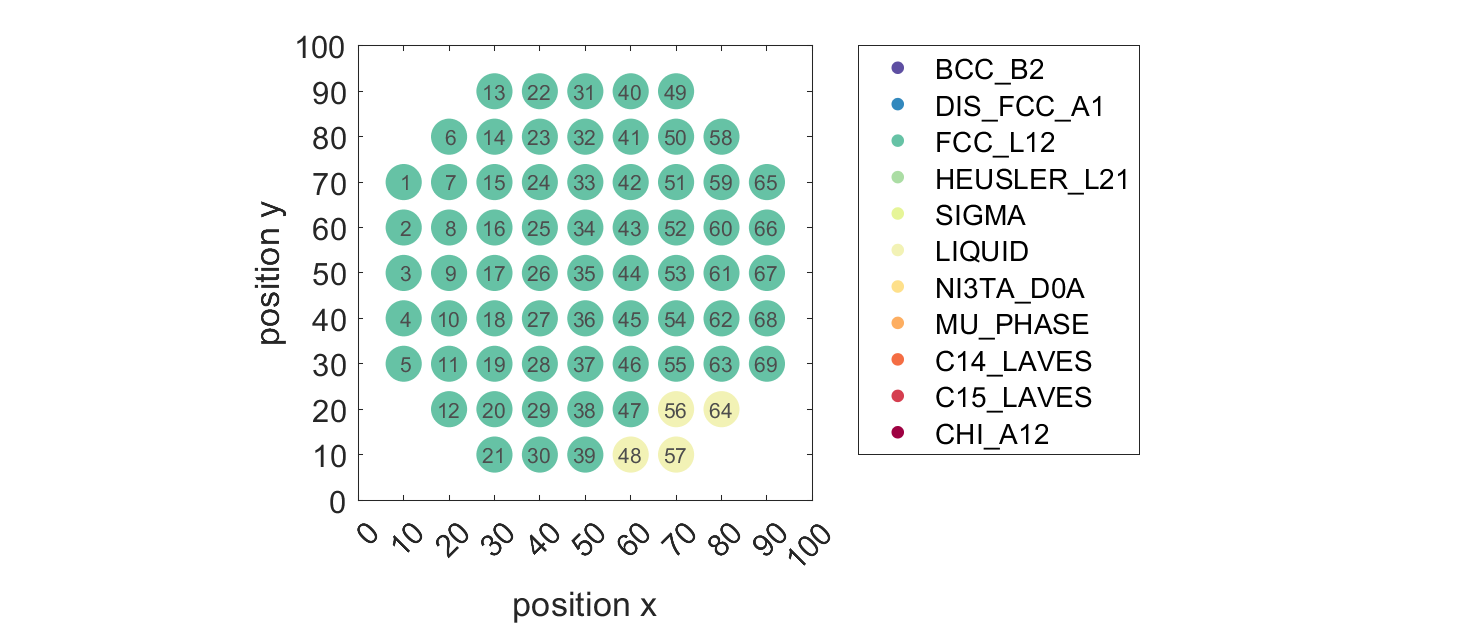 100
90
80
70
60
50
40
30
20
10
0
position y
13 22 31 40 49
6 14 23 32 41 50 58
1 7 15 24 33 42 51 59 65
2 8 16 25 34 43 52 60 66
3 9 17 26 35 44 53 61 67
4 10 18 27 36 45 54 62 68
5 11 19 28 37 46 55 63 69
12 20 29 38 47 56 64
21 30 39 48 57
0 10 20 30 40 50 60 70 80 90 100
position x
BCC_B2
DIS_FCC_A1
FCC_L12
HEUSLER_L21
SIGMA
LIQUID
NI3TA_D0A
MU_PHASE
C14_LAVES
C15_LAVES
CHI_A12